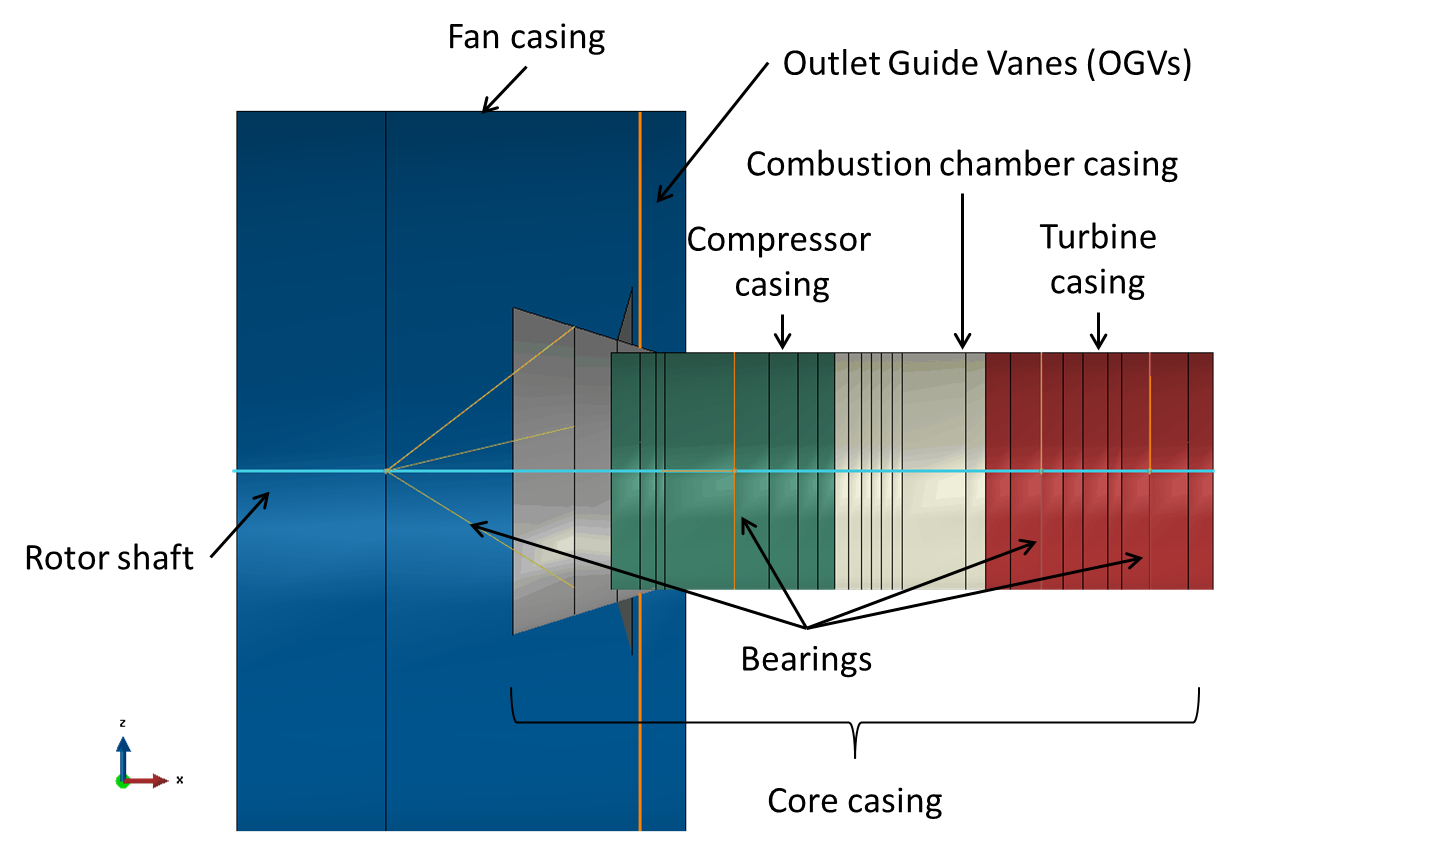 Fan casing
Outlet Guide Vanes (OGVs)
Combustion chamber casing
Compressor
casing
Turbine
casing
Rotor shaft
Bearings
Core casing
z
x